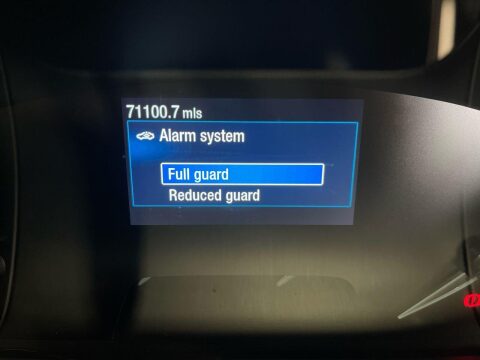 71100.7 mls
Alarm system
Full guard
Reduced guard